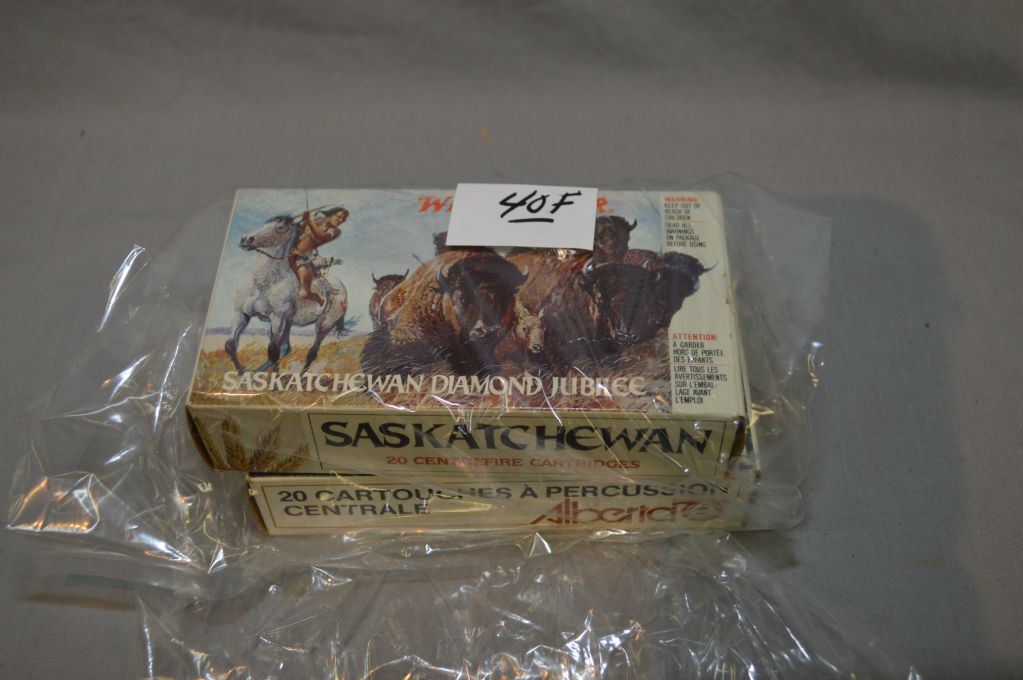 40F
WARNING:
KEEP OUT OF
REACH OF
CHILDREN
READ ALL
WARNINGS
ON PACKAGE
BEFORE USING
ATTENTION:
À GARDER
HORS DE PORTÉE
DES ENFANTS
LIRE TOUS LES
AVERTISSEMENTS
SUR L'EMBAL-
LAGE AVANT
L'EMPLOI
SASKATCHEWAN DIAMOND JUBILEE
SASKATCHEWAN
20 CENTREFIRE CARTRIDGES
20 CARTOUCHES À PERCUSSION
CENTRALE
Alberta